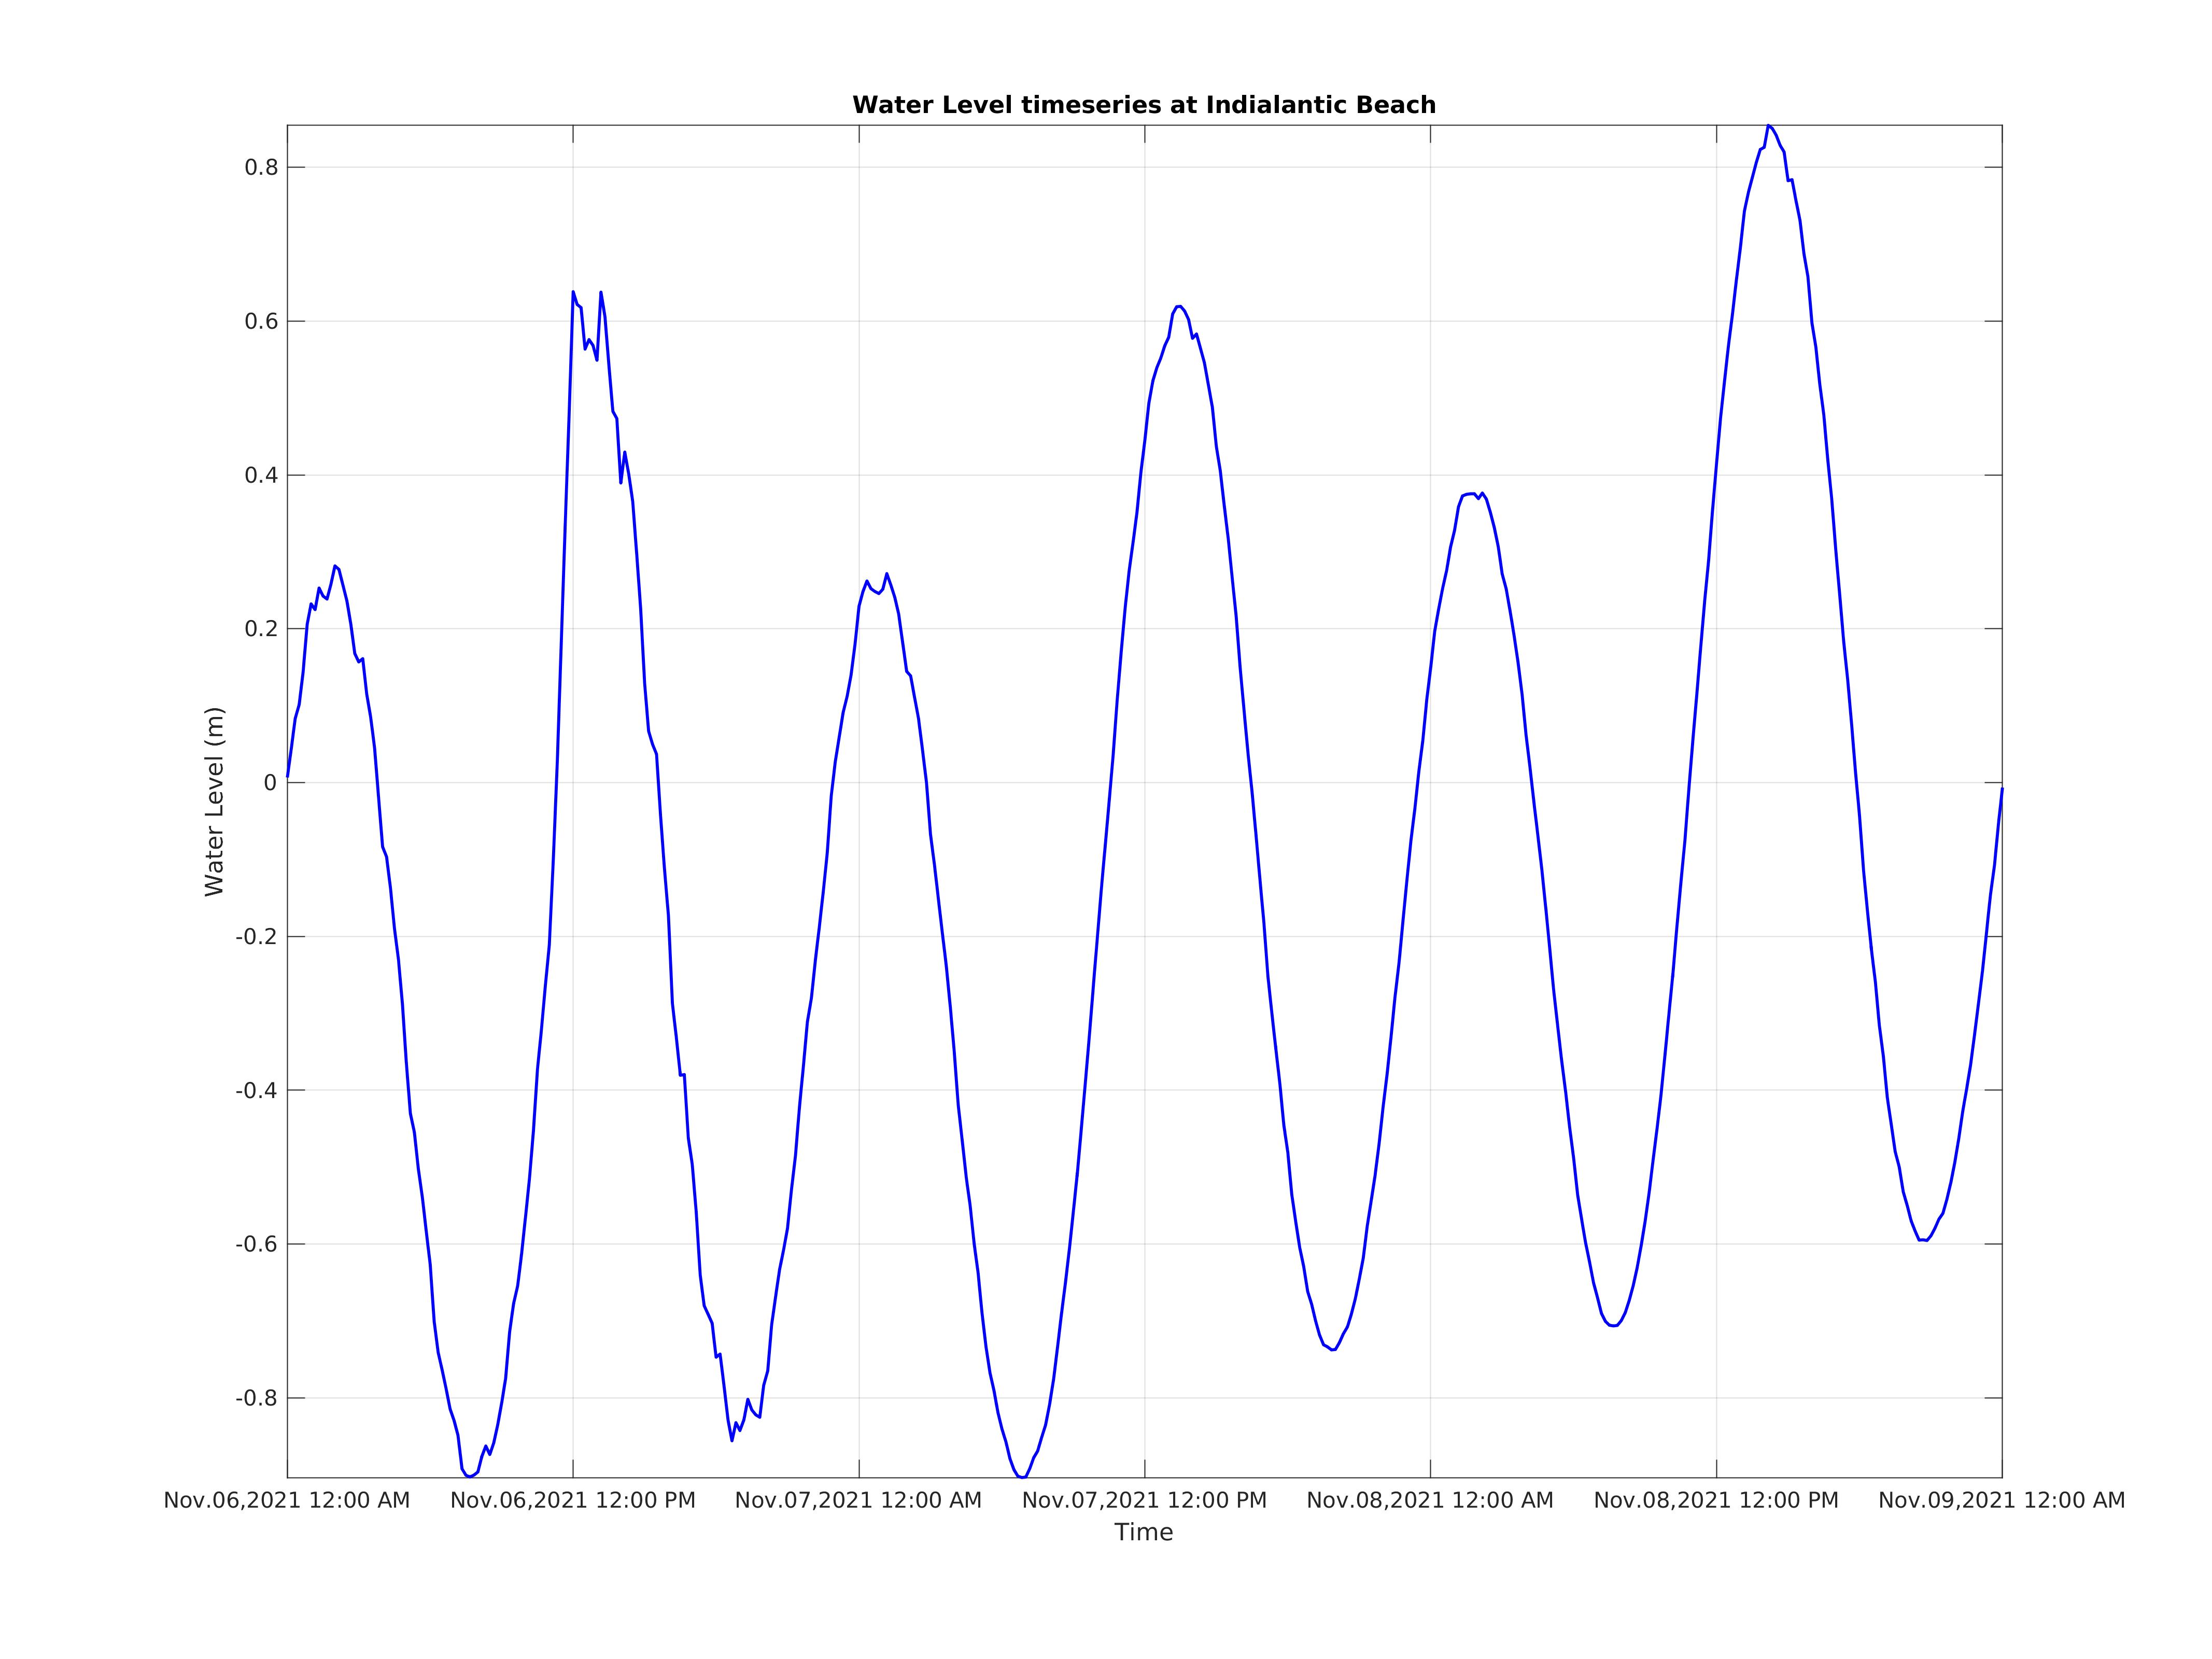 Water Level timeseries at Indialantic Beach
0.8
0.6
0.4
0.2
0
-0.2
-0.4
-0.6
-0.8
Water Level (m)
Nov.06,2021 12:00 AM
Nov.06,2021 12:00 PM
Nov.07,2021 12:00 AM
Nov.07,2021 12:00 PM
Nov.08,2021 12:00 AM
Nov.08,2021 12:00 PM
Nov.09,2021 12:00 AM
Time